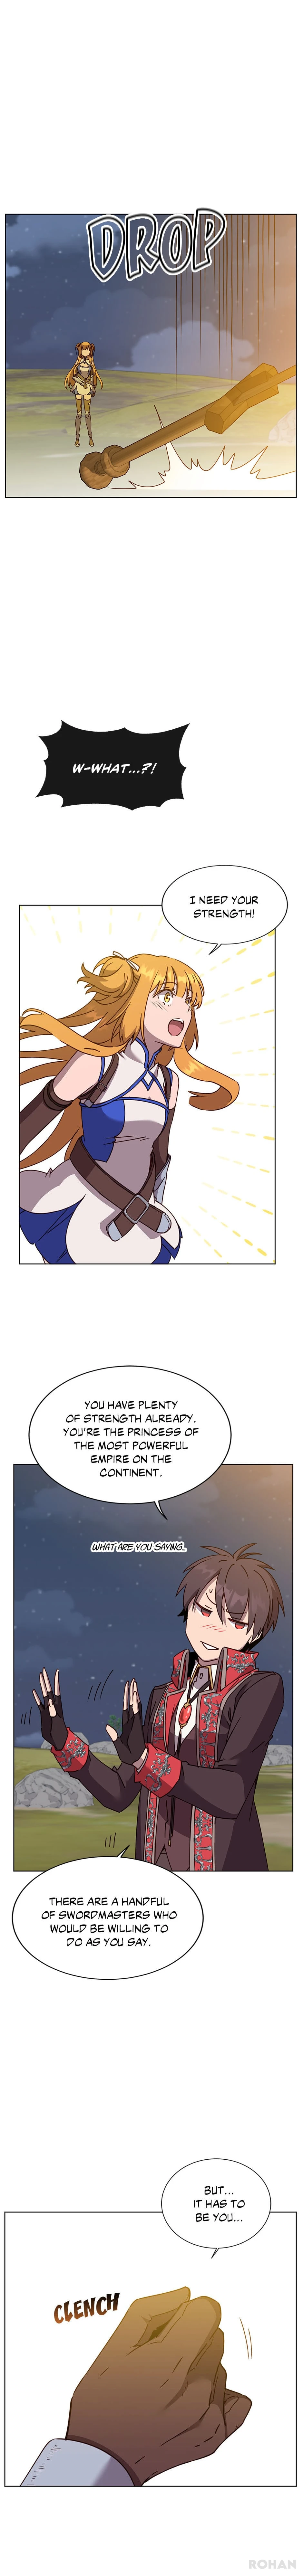 DROP
W-WHAT...?!
I NEED YOUR
STRENGTH!
YOU HAVE PLENTY
OF STRENGTH ALREADY.
YOU'RE THE PRINCESS OF
THE MOST POWERFUL
EMPIRE ON THE
CONTINENT.
WHAT ARE YOU SAYING..
THERE ARE A HANDFUL
OF SWORDMASTERS WHO
WOULD BE WILLING TO
DO AS YOU SAY.
BUT...
IT HAS TO
BE YOU...
CLENCH
ROHAN